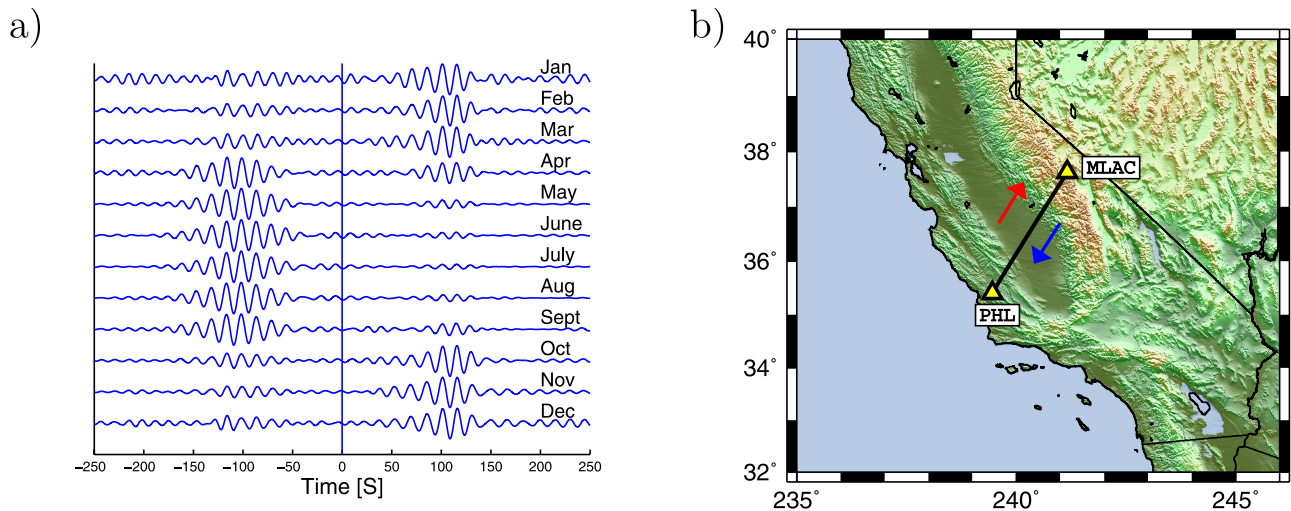 a)
Jan
Feb
Mar
Apr
May
June
July
Aug
Sept
Oct
Nov
Dec
−250 −200 −150 −100 −50 0 50 100 150 200 250
Time [S]
b)
40˚
38˚
36˚
34˚
32˚
235˚ 240˚ 245˚
MLAC
PHL